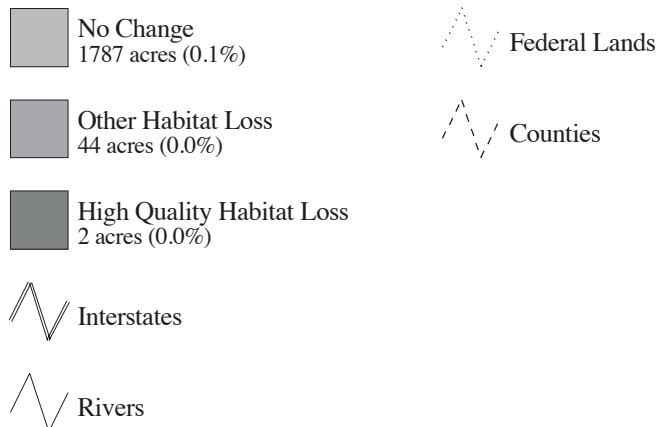 No Change
1787 acres (0.1%)
Other Habitat Loss
44 acres (0.0%)
High Quality Habitat Loss
2 acres (0.0%)
Interstates
Rivers
Federal Lands
Counties